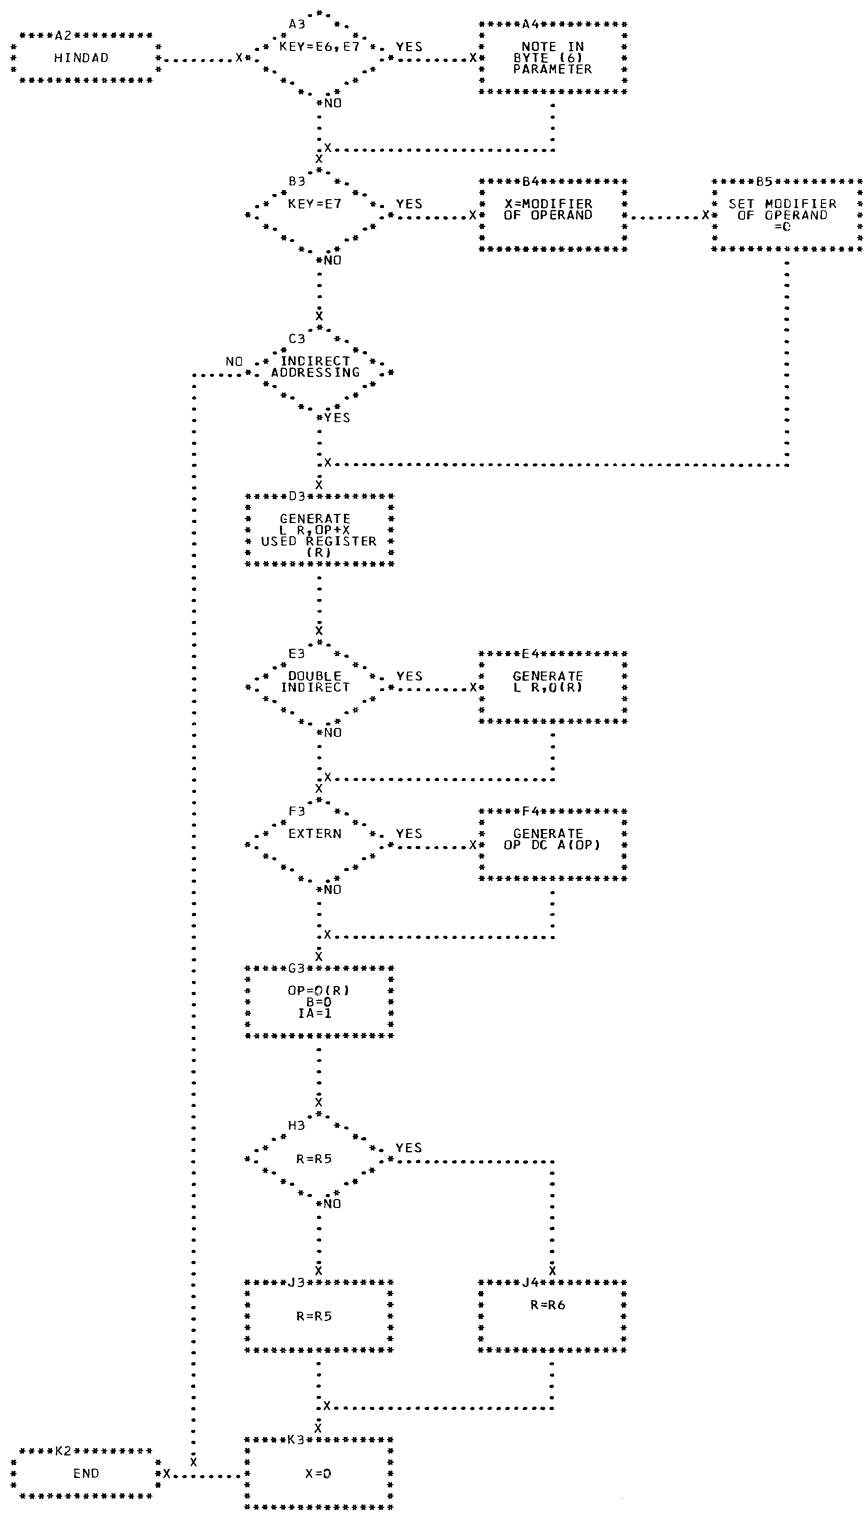 A2
HINDAD
A3
KEY=E6,E7
YES
NO
A4
NOTE IN
BYTE (6)
PARAMETER
B3
KEY=E7
YES
NO
B4
X=MODIFIER
OF OPERAND
B5
SET MODIFIER
OF OPERAND
=0
C3
INDIRECT
ADDRESSING
NO
YES
D3
GENERATE
L R,OP+X
USED REGISTER
(R)
E3
DOUBLE
INDIRECT
YES
NO
E4
GENERATE
L R,0(R)
F3
EXTERN
YES
NO
F4
GENERATE
OP DC A(OP)
G3
OP=0(R)
B=0
IA=1
H3
R=R5
YES
NO
J3
R=R5
J4
R=R6
K3
X=0
K2
END